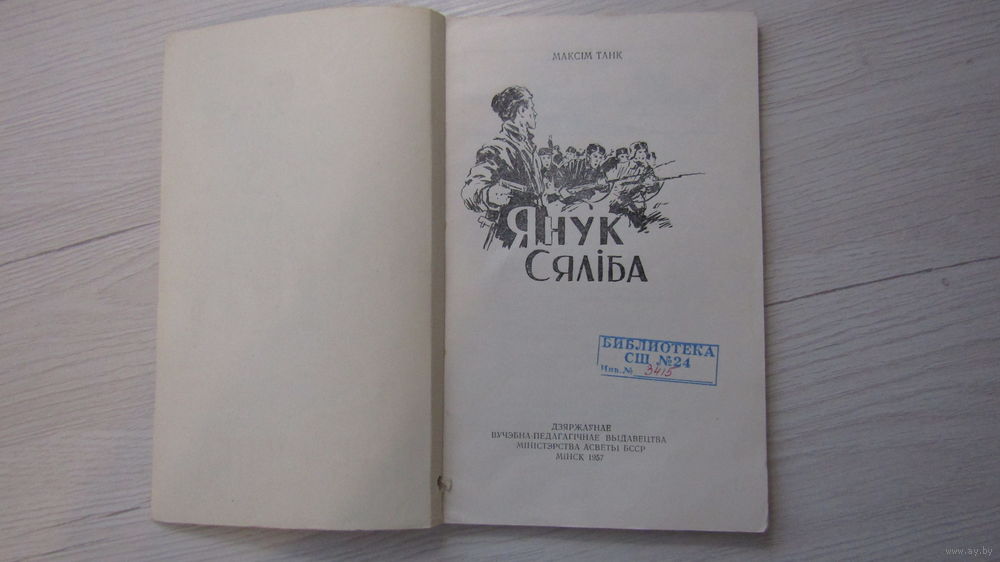 МАКСІМ ТАНК
ЯНУК
СЯЛІБА
БИБЛИОТЕКА
СШ №24
Инв. № 3415
ДЗЯРЖАЎНАЕ
ВУЧЭБНА-ПЕДАГАГІЧНАЕ ВЫДАВЕЦТВА
МІНІСТЭРСТВА АСВЕТЫ БССР
МІНСК 1957
www.ay.by